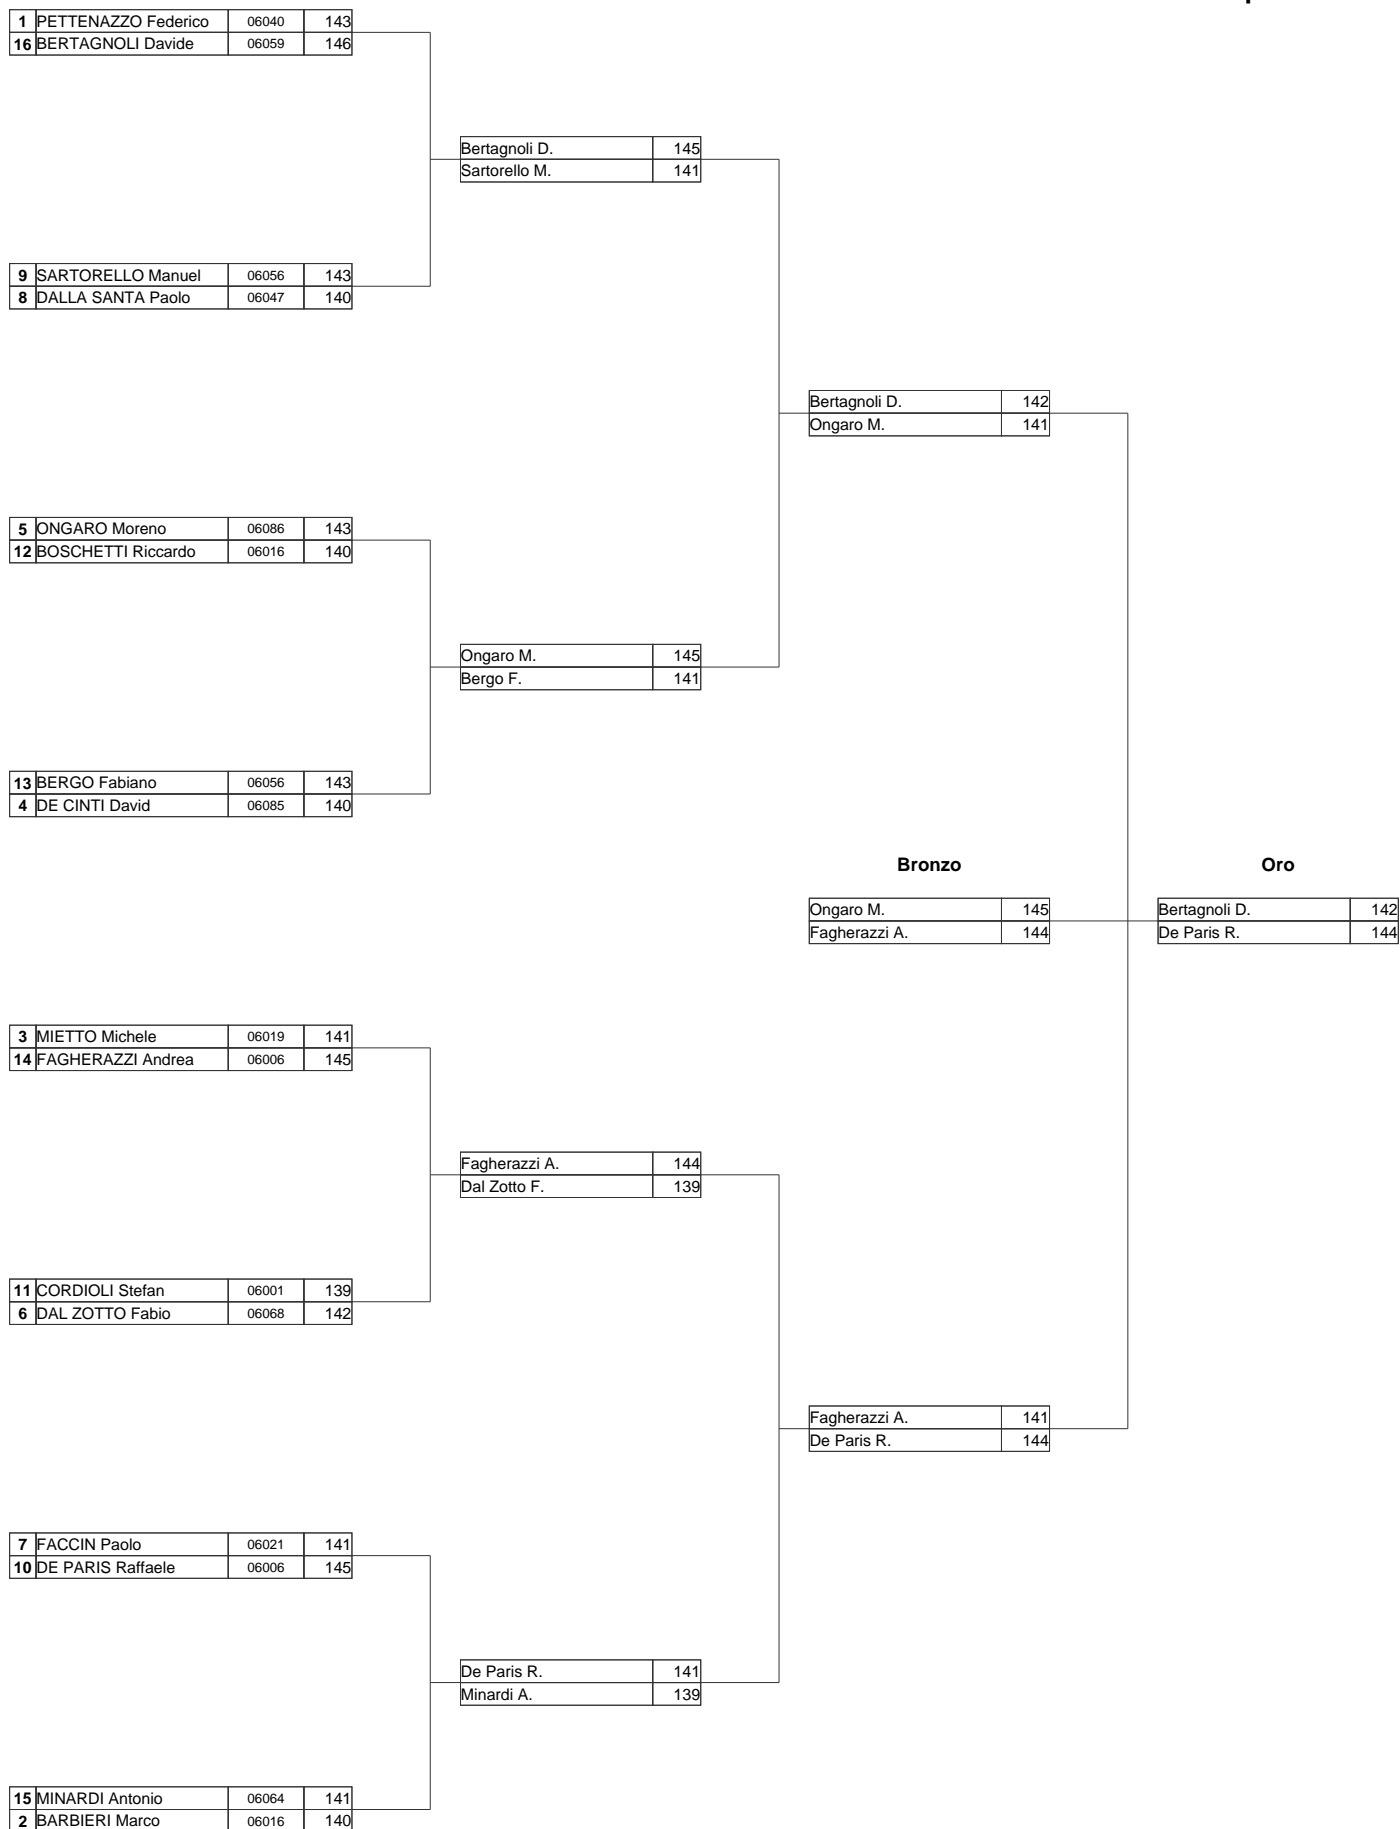 1 PETTENAZZO Federico 06040 143
16 BERTAGNOLI Davide 06059 146
Bertagnoli D. 145
Sartorello M. 141
9 SARTORELLO Manuel 06056 143
8 DALLA SANTA Paolo 06047 140
Bertagnoli D. 142
Ongaro M. 141
5 ONGARO Moreno 06086 143
12 BOSCHETTI Riccardo 06016 140
Ongaro M. 145
Bergo F. 141
13 BERGO Fabiano 06056 143
4 DE CINTI David 06085 140
Bronzo Oro
Ongaro M. 145 Bertagnoli D. 142
Fagherazzi A. 144 De Paris R. 144
3 MIETTO Michele 06019 141
14 FAGHERAZZI Andrea 06006 145
Fagherazzi A. 144
Dal Zotto F. 139
11 CORDIOLI Stefan 06001 139
6 DAL ZOTTO Fabio 06068 142
Fagherazzi A. 141
De Paris R. 144
7 FACCIN Paolo 06021 141
10 DE PARIS Raffaele 06006 145
De Paris R. 141
Minardi A. 139
15 MINARDI Antonio 06064 141
2 BARBIERI Marco 06016 140